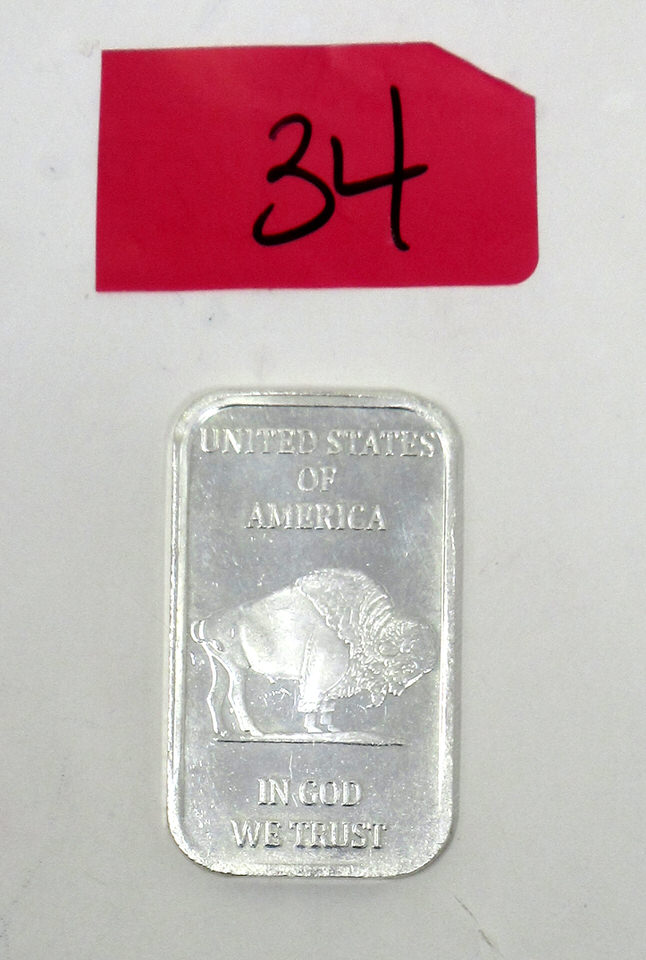 34
UNITED STATES
OF
AMERICA
IN GOD
WE TRUST